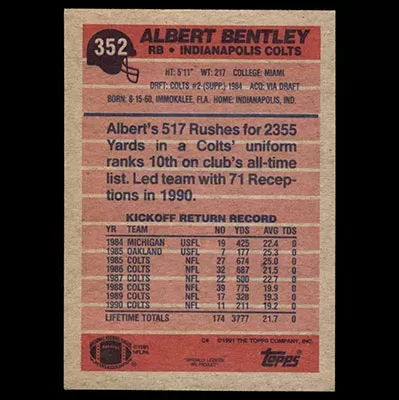 352
ALBERT BENTLEY
RB • INDIANAPOLIS COLTS
HT: 5'11" WT: 217 COLLEGE: MIAMI
DRFT: COLTS #2-(SUPP.) 1984 ACQ: VIA DRAFT
BORN: 8-15-60, IMMOKALEE, FLA. HOME: INDIANAPOLIS, IND.
Albert's 517 Rushes for 2355
Yards in a Colts' uniform
ranks 10th on club's all-time
list. Led team with 71 Recep-
tions in 1990.
KICKOFF RETURN RECORD
YR TEAM NO YDS AVG TDS
1984 MICHIGAN USFL 19 425 22.4 0
1985 OAKLAND USFL 7 177 25.3 0
1985 COLTS NFL 27 674 25.0 0
1986 COLTS NFL 32 687 21.5 0
1987 COLTS NFL 22 500 22.7 0
1988 COLTS NFL 39 775 19.9 0
1989 COLTS NFL 17 328 19.3 0
1990 COLTS NFL 11 211 19.2 0
LIFETIME TOTALS 174 3777 21.7 0
©1991 THE TOPPS COMPANY, INC.
OFFICIALLY LICENSED
NFL PRODUCT
TOPPS